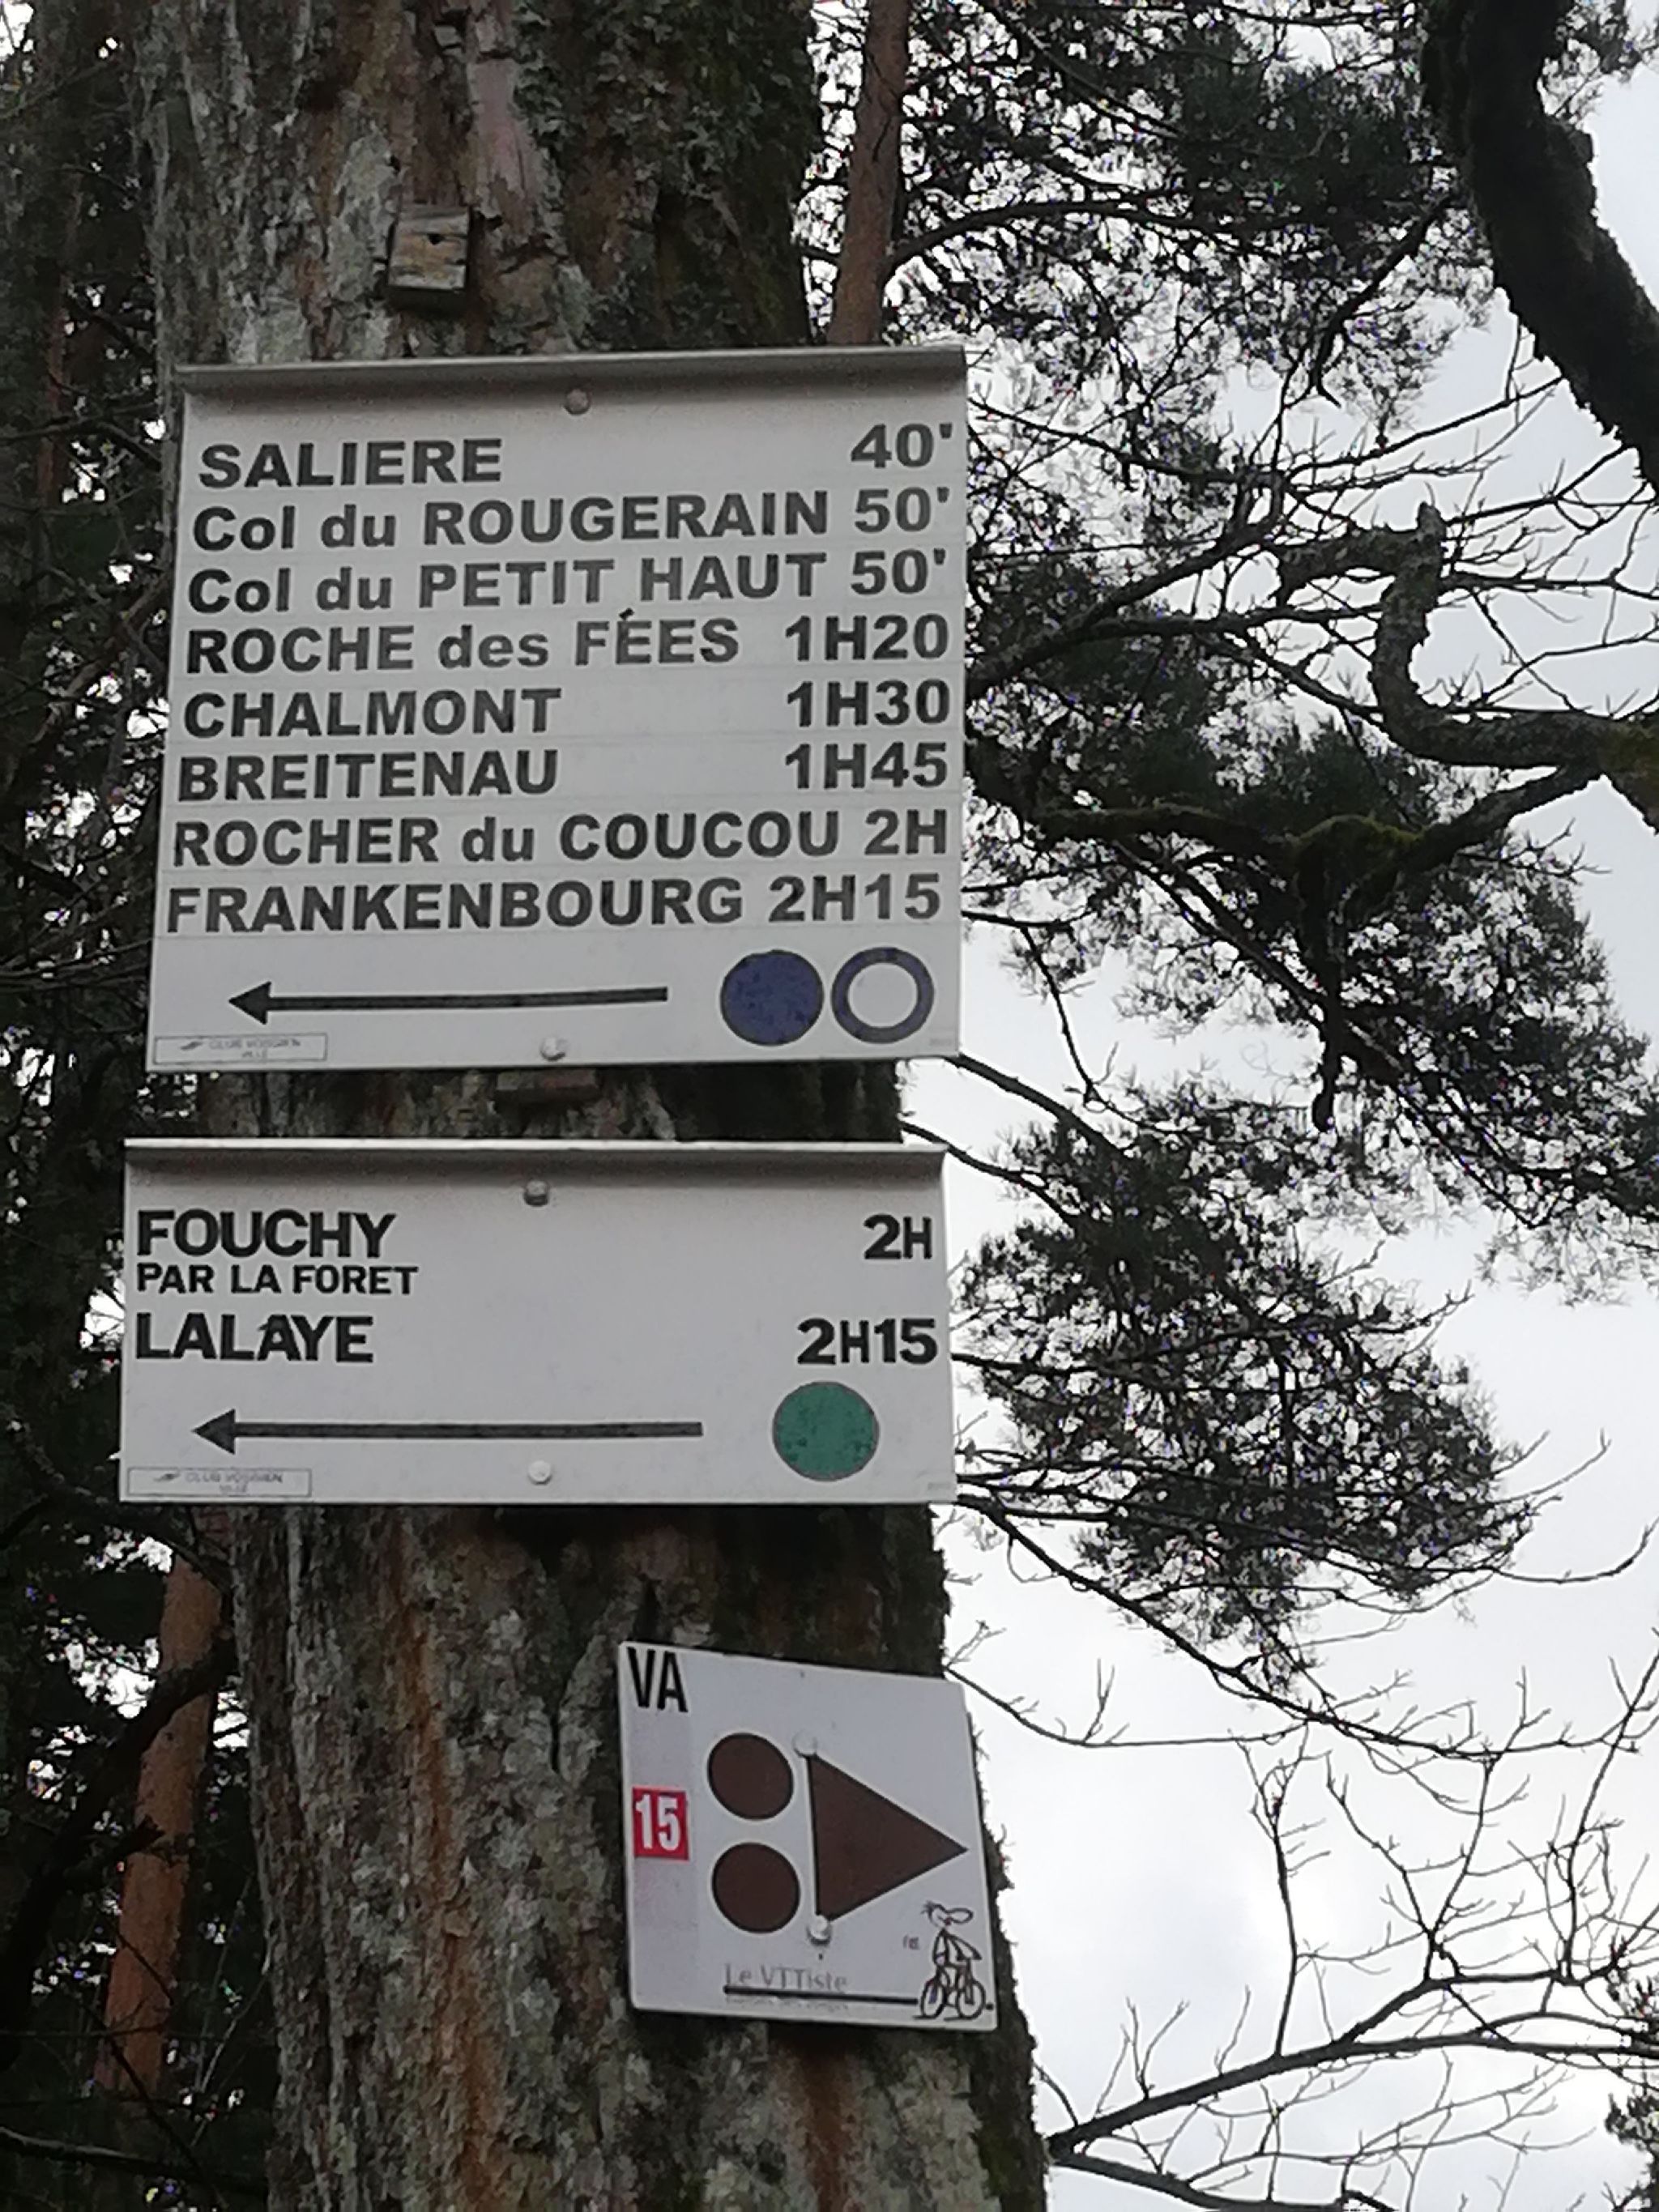 SALIERE 40'
Col du ROUGERAIN 50'
Col du PETIT HAUT 50'
ROCHE des FÉES 1H20
CHALMONT 1H30
BREITENAU 1H45
ROCHER du COUCOU 2H
FRANKENBOURG 2H15
CLUB VOSGIEN
VILLÉ
FOUCHY 2H
PAR LA FORET
LALAYE 2H15
CLUB VOSGIEN
VILLÉ
VA
15
Le VTTiste